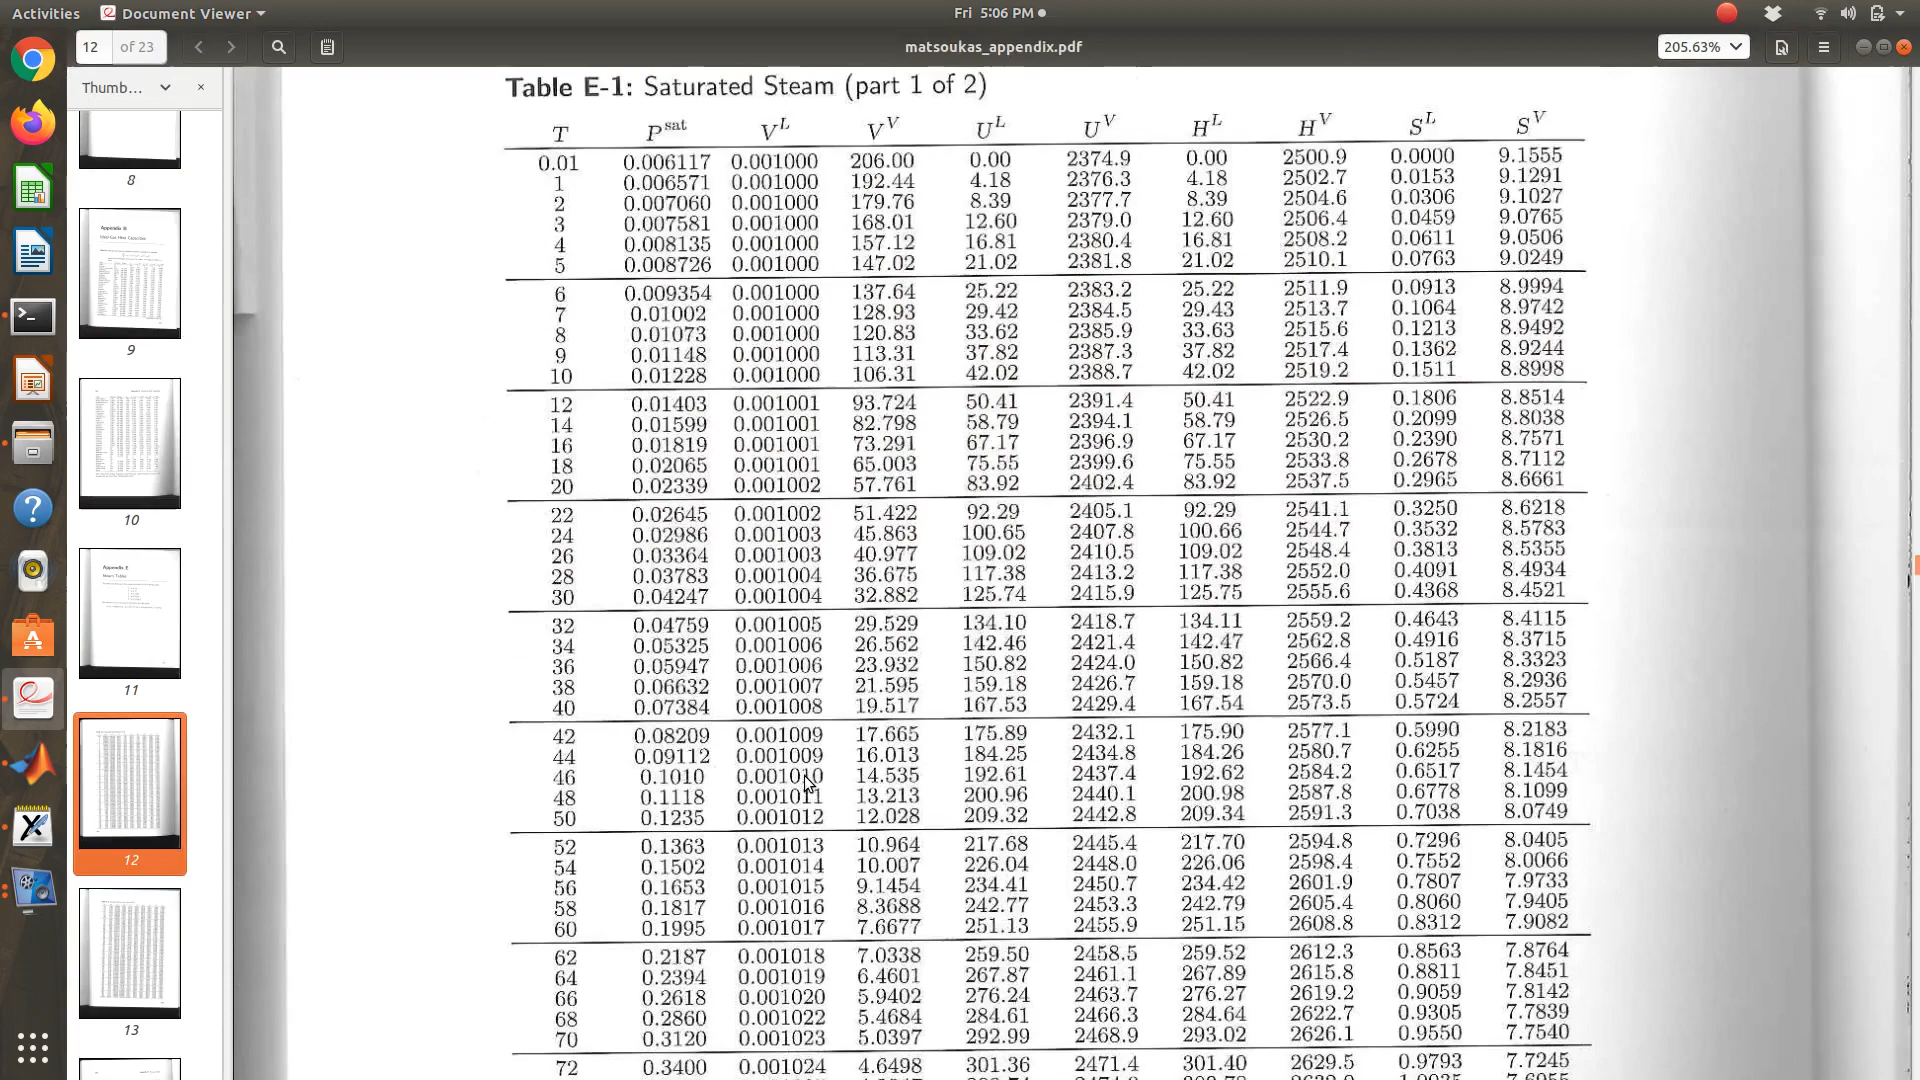 Activities Document Viewer Fri 5:06 PM
12 of 23 matsoukas_appendix.pdf 205.63%
Thumb...
8
9
10
11
12
13
Table E-1: Saturated Steam (part 1 of 2)
T P^sat V^L V^V U^L U^V H^L H^V S^L S^V
0.01 0.006117 0.001000 206.00 0.00 2374.9 0.00 2500.9 0.0000 9.1555
1 0.006571 0.001000 192.44 4.18 2376.3 4.18 2502.7 0.0153 9.1291
2 0.007060 0.001000 179.76 8.39 2377.7 8.39 2504.6 0.0306 9.1027
3 0.007581 0.001000 168.01 12.60 2379.0 12.60 2506.4 0.0459 9.0765
4 0.008135 0.001000 157.12 16.81 2380.4 16.81 2508.2 0.0611 9.0506
5 0.008726 0.001000 147.02 21.02 2381.8 21.02 2510.1 0.0763 9.0249
6 0.009354 0.001000 137.64 25.22 2383.2 25.22 2511.9 0.0913 8.9994
7 0.01002 0.001000 128.93 29.42 2384.5 29.43 2513.7 0.1064 8.9742
8 0.01073 0.001000 120.83 33.62 2385.9 33.63 2515.6 0.1213 8.9492
9 0.01148 0.001000 113.31 37.82 2387.3 37.82 2517.4 0.1362 8.9244
10 0.01228 0.001000 106.31 42.02 2388.7 42.02 2519.2 0.1511 8.8998
12 0.01403 0.001001 93.724 50.41 2391.4 50.41 2522.9 0.1806 8.8514
14 0.01599 0.001001 82.798 58.79 2394.1 58.79 2526.5 0.2099 8.8038
16 0.01819 0.001001 73.291 67.17 2396.9 67.17 2530.2 0.2390 8.7571
18 0.02065 0.001001 65.003 75.55 2399.6 75.55 2533.8 0.2678 8.7112
20 0.02339 0.001002 57.761 83.92 2402.4 83.92 2537.5 0.2965 8.6661
22 0.02645 0.001002 51.422 92.29 2405.1 92.29 2541.1 0.3250 8.6218
24 0.02986 0.001003 45.863 100.65 2407.8 100.66 2544.7 0.3532 8.5783
26 0.03364 0.001003 40.977 109.02 2410.5 109.02 2548.4 0.3813 8.5355
28 0.03783 0.001004 36.675 117.38 2413.2 117.38 2552.0 0.4091 8.4934
30 0.04247 0.001004 32.882 125.74 2415.9 125.75 2555.6 0.4368 8.4521
32 0.04759 0.001005 29.529 134.10 2418.7 134.11 2559.2 0.4643 8.4115
34 0.05325 0.001006 26.562 142.46 2421.4 142.47 2562.8 0.4916 8.3715
36 0.05947 0.001006 23.932 150.82 2424.0 150.82 2566.4 0.5187 8.3323
38 0.06632 0.001007 21.595 159.18 2426.7 159.18 2570.0 0.5457 8.2936
40 0.07384 0.001008 19.517 167.53 2429.4 167.54 2573.5 0.5724 8.2557
42 0.08209 0.001009 17.665 175.89 2432.1 175.90 2577.1 0.5990 8.2183
44 0.09112 0.001009 16.013 184.25 2434.8 184.26 2580.7 0.6255 8.1816
46 0.1010 0.001010 14.535 192.61 2437.4 192.62 2584.2 0.6517 8.1454
48 0.1118 0.001011 13.213 200.96 2440.1 200.98 2587.8 0.6778 8.1099
50 0.1235 0.001012 12.028 209.32 2442.8 209.34 2591.3 0.7038 8.0749
52 0.1363 0.001013 10.964 217.68 2445.4 217.70 2594.8 0.7296 8.0405
54 0.1502 0.001014 10.007 226.04 2448.0 226.06 2598.4 0.7552 8.0066
56 0.1653 0.001015 9.1454 234.41 2450.7 234.42 2601.9 0.7807 7.9733
58 0.1817 0.001016 8.3688 242.77 2453.3 242.79 2605.4 0.8060 7.9405
60 0.1995 0.001017 7.6677 251.13 2455.9 251.15 2608.8 0.8312 7.9082
62 0.2187 0.001018 7.0338 259.50 2458.5 259.52 2612.3 0.8563 7.8764
64 0.2394 0.001019 6.4601 267.87 2461.1 267.89 2615.8 0.8811 7.8451
66 0.2618 0.001020 5.9402 276.24 2463.7 276.27 2619.2 0.9059 7.8142
68 0.2860 0.001022 5.4684 284.61 2466.3 284.64 2622.7 0.9305 7.7839
70 0.3120 0.001023 5.0397 292.99 2468.9 293.02 2626.1 0.9550 7.7540
72 0.3400 0.001024 4.6498 301.36 2471.4 301.40 2629.5 0.9793 7.7245